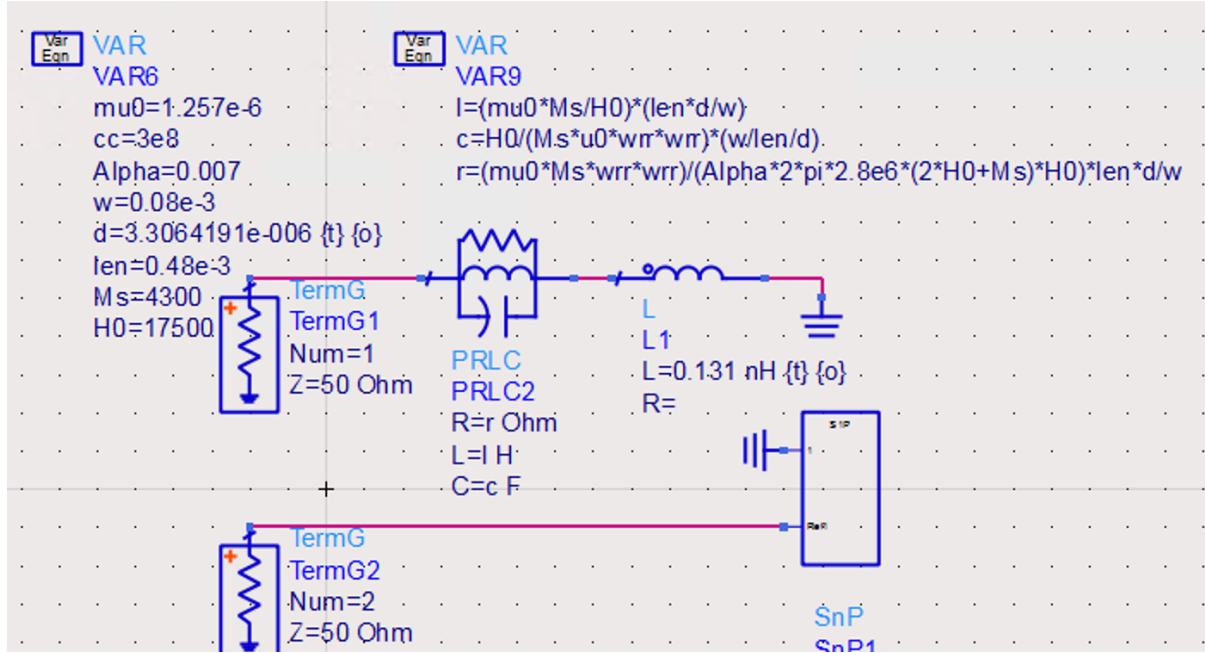 Var
Eqn
VAR
VAR6
mu0=1.257e-6
cc=3e8
Alpha=0.007
w=0.08e-3
d=3.3064191e-006 {t} {o}
len=0.48e-3
Ms=4300
H0=17500
Var
Eqn
VAR
VAR9
l=(mu0*Ms/H0)*(len*d/w)
c=H0/(Ms*u0*wrr*wrr)*(w/len/d)
r=(mu0*Ms*wrr*wrr)/(Alpha*2*pi*2.8e6*(2*H0+Ms)*H0)*len*d/w
+
TermG
TermG1
Num=1
Z=50 Ohm
PRLC
PRLC2
R=r Ohm
L=l H
C=c F
L
L1
L=0.131 nH {t} {o}
R=
S1P
1
Ref
+
TermG
TermG2
Num=2
Z=50 Ohm
SnP
SnP1